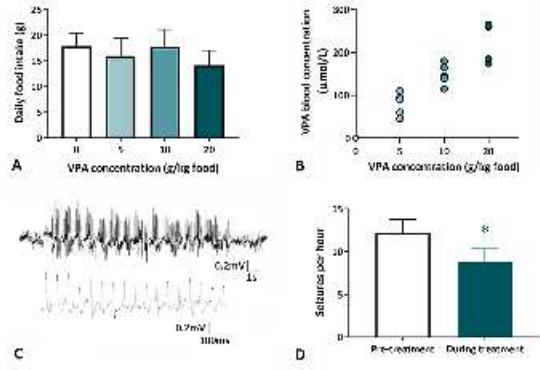 Daily food intake (g)
25
20
15
10
5
0
0
5
10
20
VPA concentration (g/kg food)
A
VPA blood concentration
(µmol/L)
300
200
100
0
0
5
10
20
VPA concentration (g/kg food)
B
0.2mV
1s
0.2mV
100ms
C
Seizures per hour
15
10
5
0
*
Pre-treatment
During treatment
D